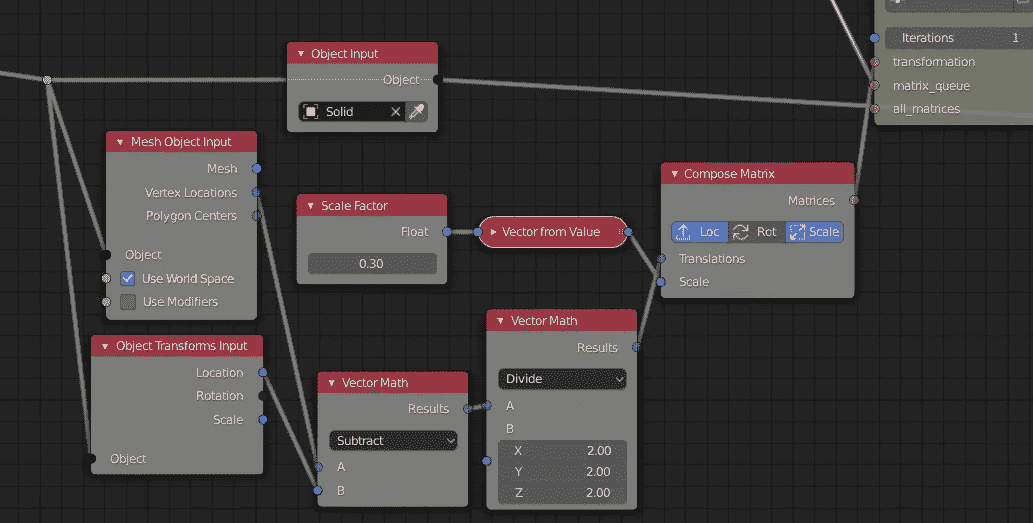 Object Input
Object
Solid
Mesh Object Input
Mesh
Vertex Locations
Polygon Centers
Object
Use World Space
Use Modifiers
Object Transforms Input
Location
Rotation
Scale
Object
Scale Factor
Float
0.30
Vector from Value
Vector Math
Results
Subtract
A
B
Vector Math
Results
Divide
A
B
X 2.00
Y 2.00
Z 2.00
Compose Matrix
Matrices
Loc Rot Scale
Translations
Scale
Iterations 1
transformation
matrix_queue
all_matrices